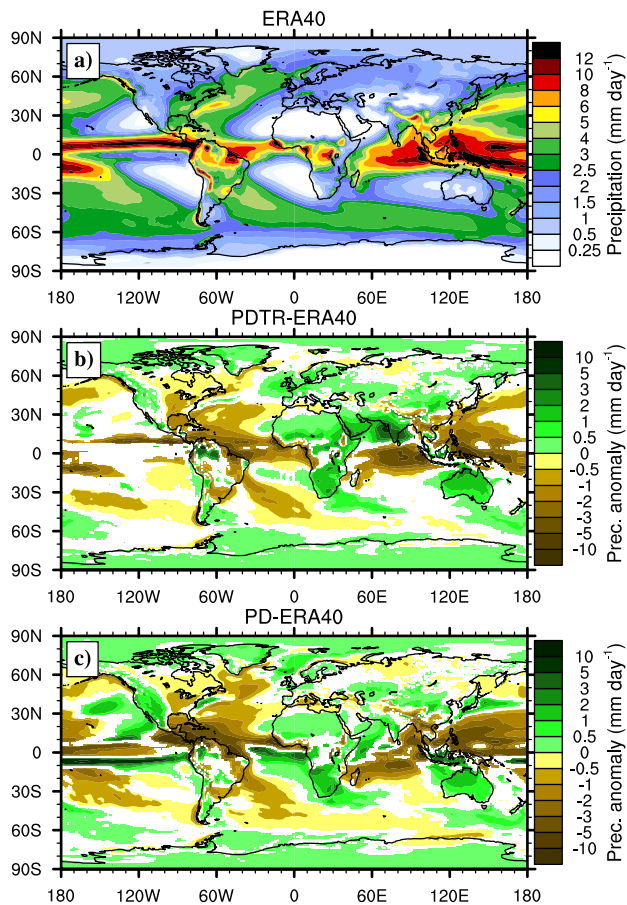 ERA40
a)
90N
60N
30N
0
30S
60S
90S
180 120W 60W 0 60E 120E 180
12
10
8
6
5
4
3
2.5
2
1.5
1
0.5
0.25
Precipitation (mm day⁻¹)
PDTR-ERA40
b)
90N
60N
30N
0
30S
60S
90S
180 120W 60W 0 60E 120E 180
10
5
3
2
1
0.5
0
-0.5
-1
-2
-3
-5
-10
Prec. anomaly (mm day⁻¹)
PD-ERA40
c)
90N
60N
30N
0
30S
60S
90S
180 120W 60W 0 60E 120E 180
10
5
3
2
1
0.5
0
-0.5
-1
-2
-3
-5
-10
Prec. anomaly (mm day⁻¹)